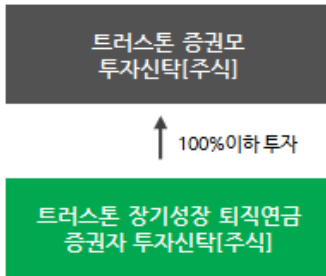 트러스톤 증권모
투자신탁[주식]
100%이하 투자
트러스톤 장기성장 퇴직연금
증권자 투자신탁[주식]